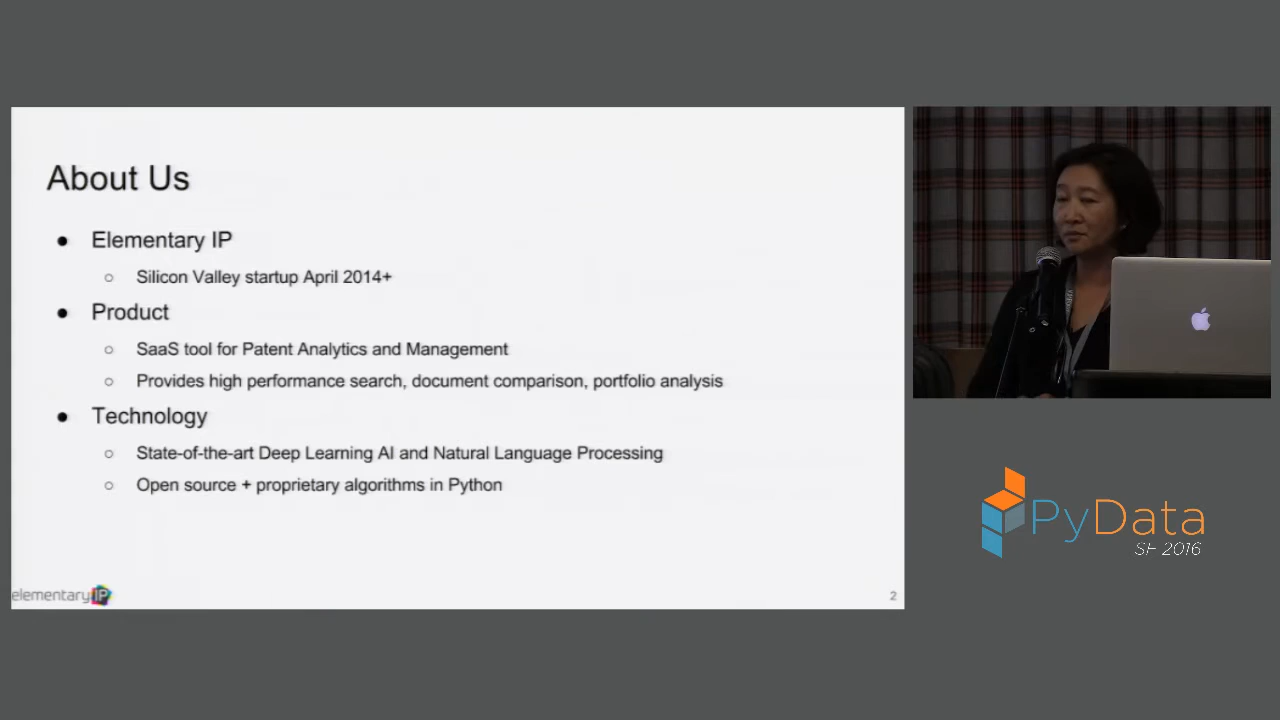 About Us
● Elementary IP
○ Silicon Valley startup April 2014+
● Product
○ SaaS tool for Patent Analytics and Management
○ Provides high performance search, document comparison, portfolio analysis
● Technology
○ State-of-the-art Deep Learning AI and Natural Language Processing
○ Open source + proprietary algorithms in Python
elementaryIP
2
PyData
SF 2016